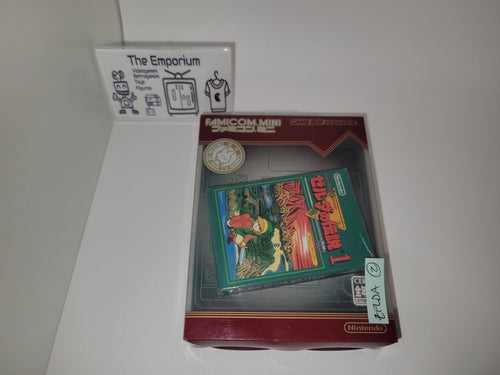 The Emporium
Videogames
Retrogames
Toys
Figures
FAMICOM MINI
ファミコンミニ
GAME BOY ADVANCE
Nintendo
ゼルダの伝説 1
ZELDA ②
Nintendo